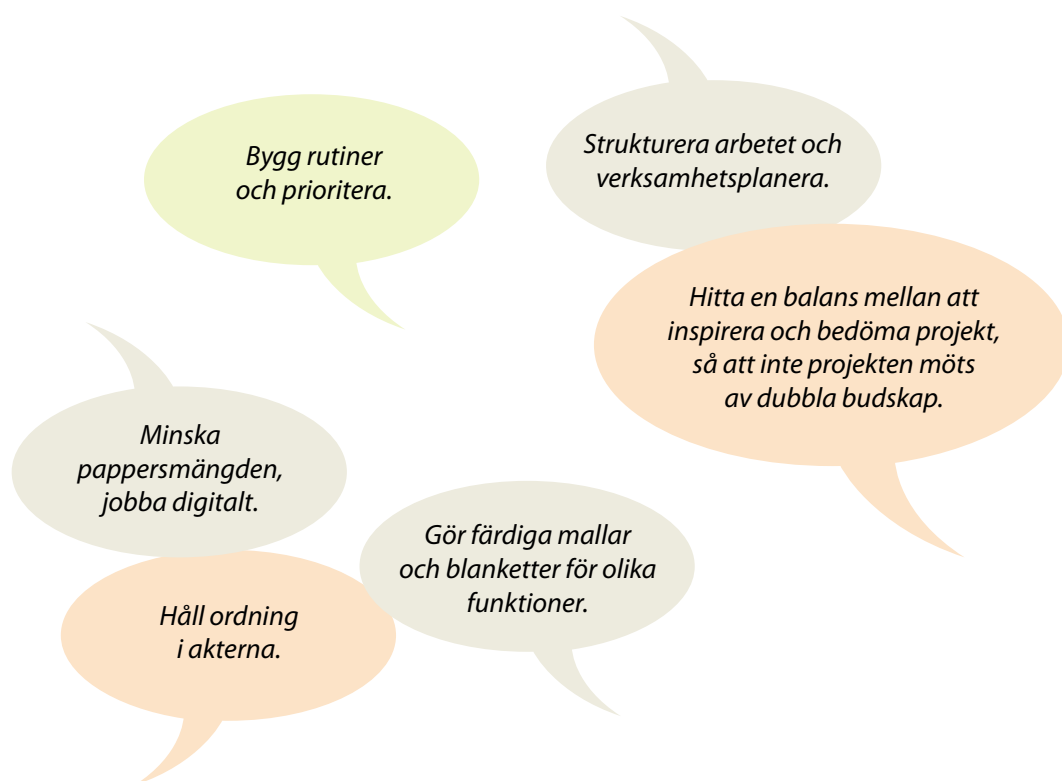 Bygg rutiner
och prioritera.
Strukturera arbetet och
verksamhetsplanera.
Hitta en balans mellan att
inspirera och bedöma projekt,
så att inte projekten möts
av dubbla budskap.
Minska
pappersmängden,
jobba digitalt.
Gör färdiga mallar
och blanketter för olika
funktioner.
Håll ordning
i akterna.